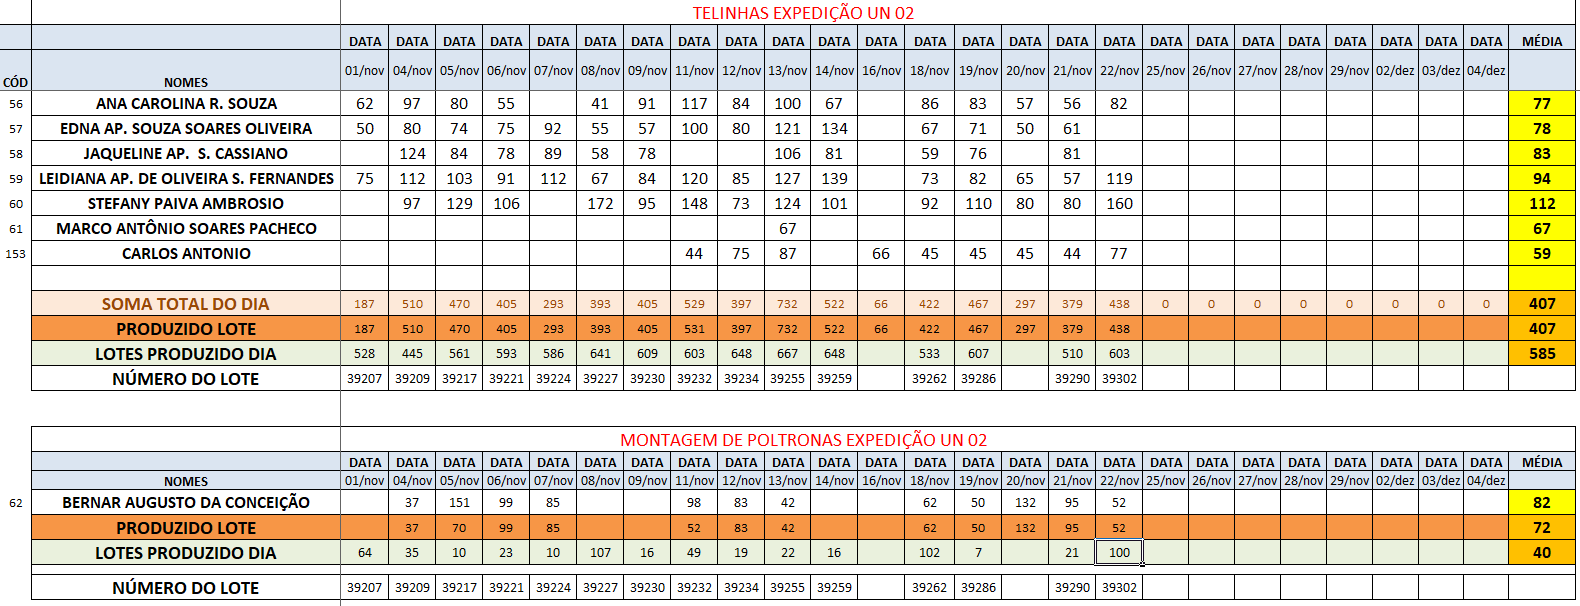 TELINHAS EXPEDIÇÃO UN 02
DATA DATA DATA DATA DATA DATA DATA DATA DATA DATA DATA DATA DATA DATA DATA DATA DATA DATA DATA DATA DATA DATA DATA DATA DATA MÉDIA
CÓD NOMES 01/nov 04/nov 05/nov 06/nov 07/nov 08/nov 09/nov 11/nov 12/nov 13/nov 14/nov 16/nov 18/nov 19/nov 20/nov 21/nov 22/nov 25/nov 26/nov 27/nov 28/nov 29/nov 02/dez 03/dez 04/dez
56 ANA CAROLINA R. SOUZA 62 97 80 55 41 91 117 84 100 67 86 83 57 56 82 77
57 EDNA AP. SOUZA SOARES OLIVEIRA 50 80 74 75 92 55 57 100 80 121 134 67 71 50 61 78
58 JAQUELINE AP. S. CASSIANO 124 84 78 89 58 78 106 81 59 76 81 83
59 LEIDIANA AP. DE OLIVEIRA S. FERNANDES 75 112 103 91 112 67 84 120 85 127 139 73 82 65 57 119 94
60 STEFANY PAIVA AMBROSIO 97 129 106 172 95 148 73 124 101 92 110 80 80 160 112
61 MARCO ANTÔNIO SOARES PACHECO 67 67
153 CARLOS ANTONIO 44 75 87 66 45 45 45 44 77 59
SOMA TOTAL DO DIA 187 510 470 405 293 393 405 529 397 732 522 66 422 467 297 379 438 0 0 0 0 0 0 0 0 407
PRODUZIDO LOTE 187 510 470 405 293 393 405 531 397 732 522 66 422 467 297 379 438 407
LOTES PRODUZIDO DIA 528 445 561 593 586 641 609 603 648 667 648 533 607 510 603 585
NÚMERO DO LOTE 39207 39209 39217 39221 39224 39227 39230 39232 39234 39255 39259 39262 39286 39290 39302
MONTAGEM DE POLTRONAS EXPEDIÇÃO UN 02
DATA DATA DATA DATA DATA DATA DATA DATA DATA DATA DATA DATA DATA DATA DATA DATA DATA DATA DATA DATA DATA DATA DATA DATA DATA MÉDIA
NOMES 01/nov 04/nov 05/nov 06/nov 07/nov 08/nov 09/nov 11/nov 12/nov 13/nov 14/nov 16/nov 18/nov 19/nov 20/nov 21/nov 22/nov 25/nov 26/nov 27/nov 28/nov 29/nov 02/dez 03/dez 04/dez
62 BERNAR AUGUSTO DA CONCEIÇÃO 37 151 99 85 98 83 42 62 50 132 95 52 82
PRODUZIDO LOTE 37 70 99 85 52 83 42 62 50 132 95 52 72
LOTES PRODUZIDO DIA 64 35 10 23 10 107 16 49 19 22 16 102 7 21 100 40
NÚMERO DO LOTE 39207 39209 39217 39221 39224 39227 39230 39232 39234 39255 39259 39262 39286 39290 39302